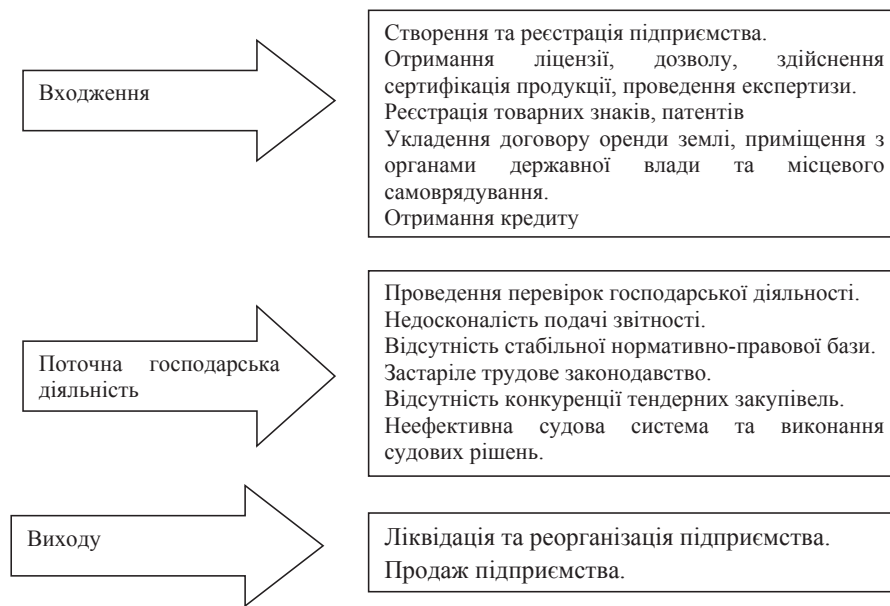 Входження
Створення та реєстрація підприємства.
Отримання ліцензії, дозволу, здійснення
сертифікація продукції, проведення експертизи.
Реєстрація товарних знаків, патентів
Укладення договору оренди землі, приміщення з
органами державної влади та місцевого
самоврядування.
Отримання кредиту
Поточна господарська
діяльність
Проведення перевірок господарської діяльності.
Недосконалість подачі звітності.
Відсутність стабільної нормативно-правової бази.
Застаріле трудове законодавство.
Відсутність конкуренції тендерних закупівель.
Неефективна судова система та виконання
судових рішень.
Виходу
Ліквідація та реорганізація підприємства.
Продаж підприємства.